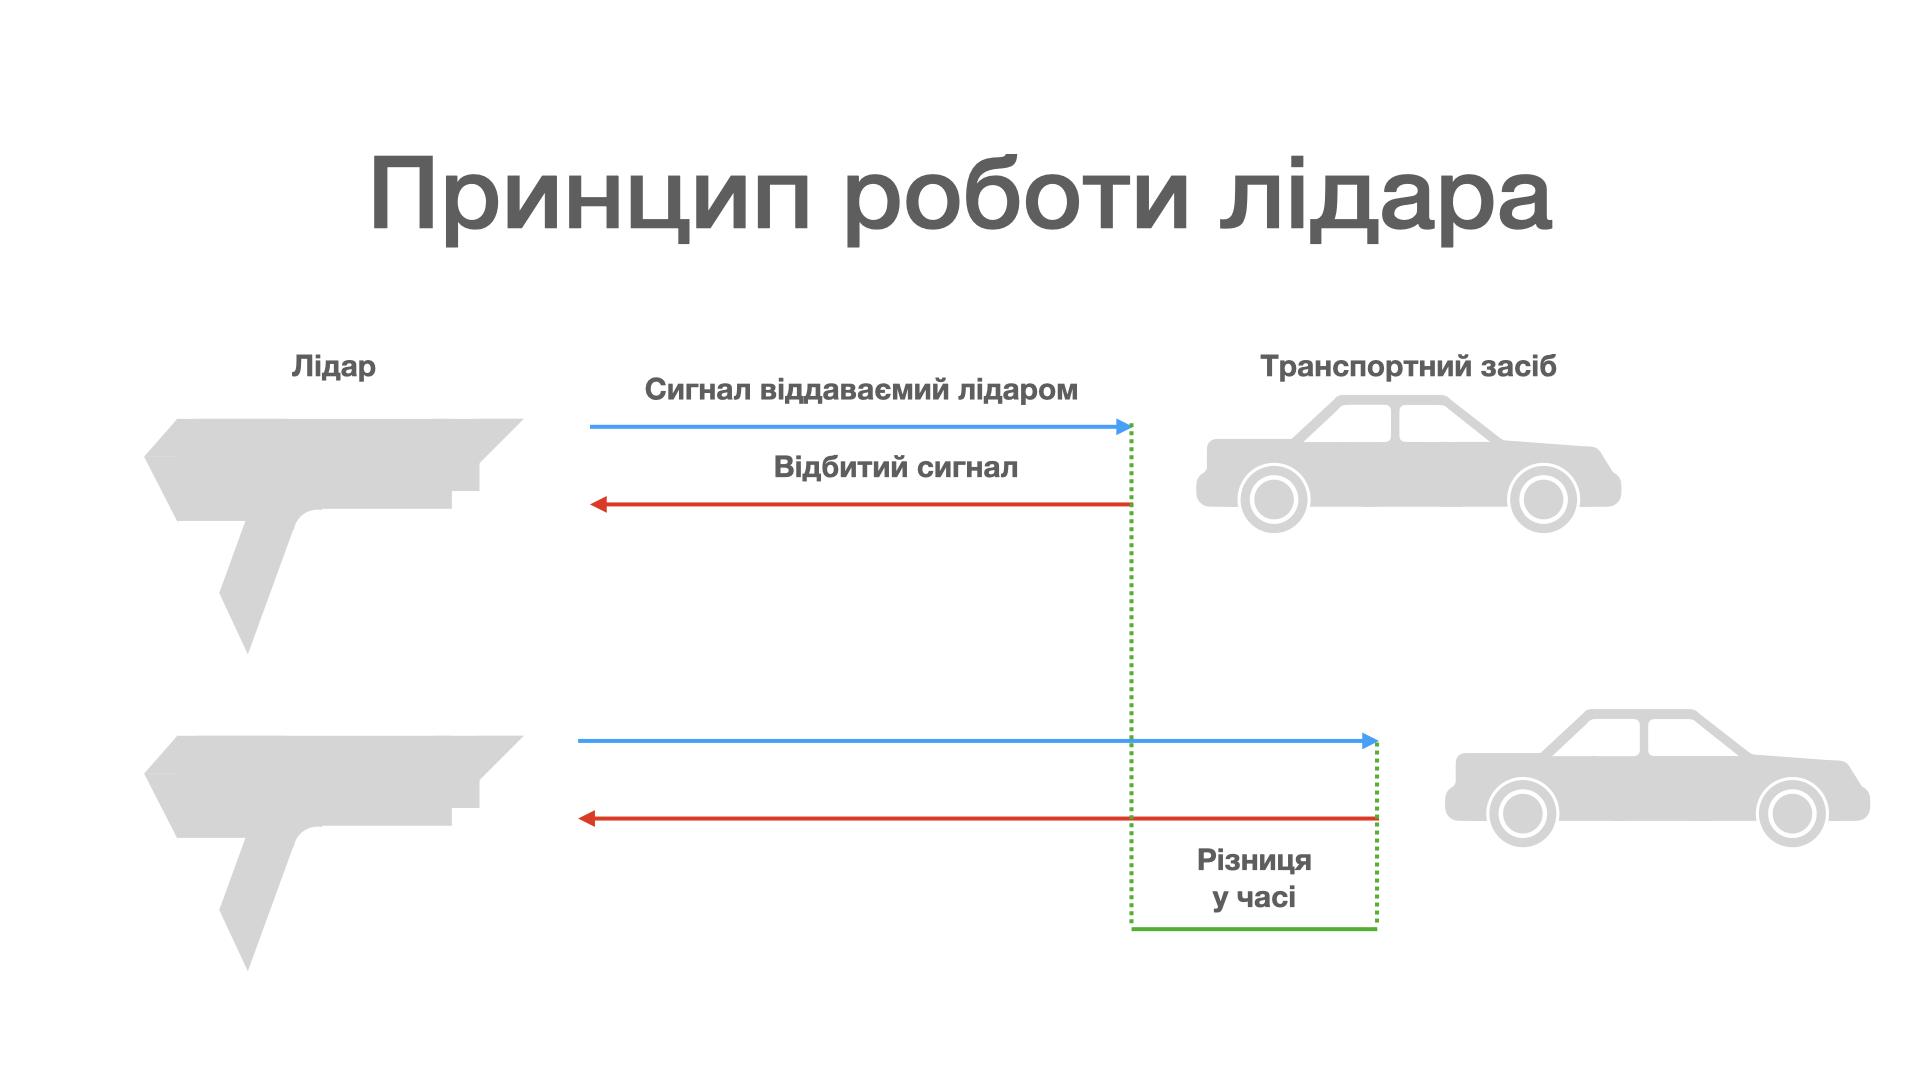 Принцип роботи лідара
Лідар
Сигнал віддаваємий лідаром
Транспортний засіб
Відбитий сигнал
Різниця
у часі